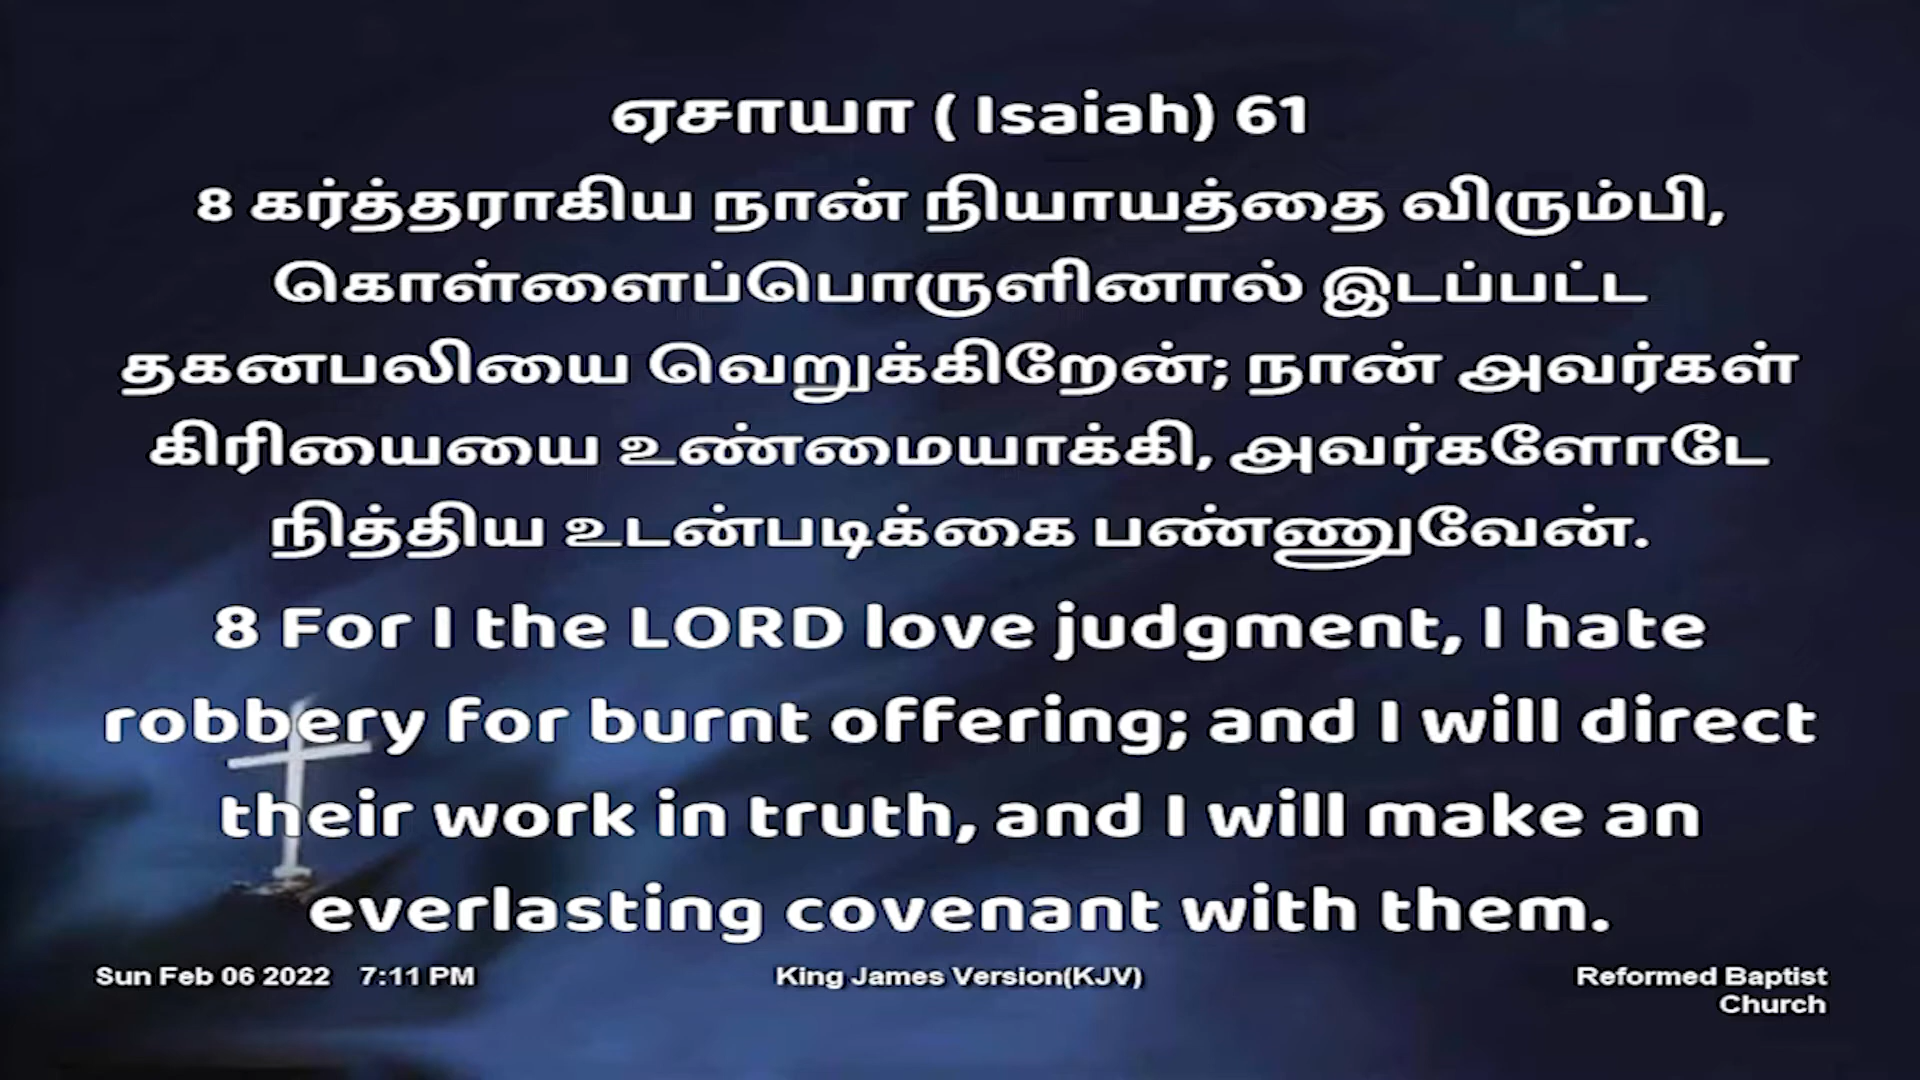 ஏசாயா ( Isaiah) 61
8 கர்த்தராகிய நான் நியாயத்தை விரும்பி,
கொள்ளைப்பொருளினால் இடப்பட்ட
தகனபலியை வெறுக்கிறேன்; நான் அவர்கள்
கிரியையை உண்மையாக்கி, அவர்களோடே
நித்திய உடன்படிக்கை பண்ணுவேன்.
8 For I the LORD love judgment, I hate
robbery for burnt offering; and I will direct
their work in truth, and I will make an
everlasting covenant with them.
Sun Feb 06 2022 7:11 PM King James Version(KJV) Reformed Baptist
Church